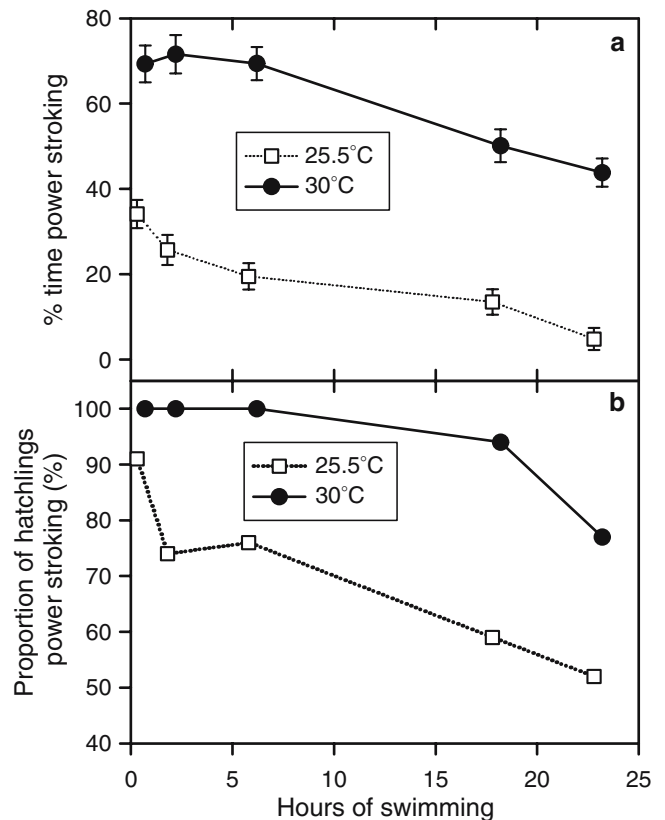 a
80
60
40
20
0
% time power stroking
25.5°C
30°C
b
100
90
80
70
60
50
40
Proportion of hatchlings
power stroking (%)
25.5°C
30°C
0 5 10 15 20 25
Hours of swimming